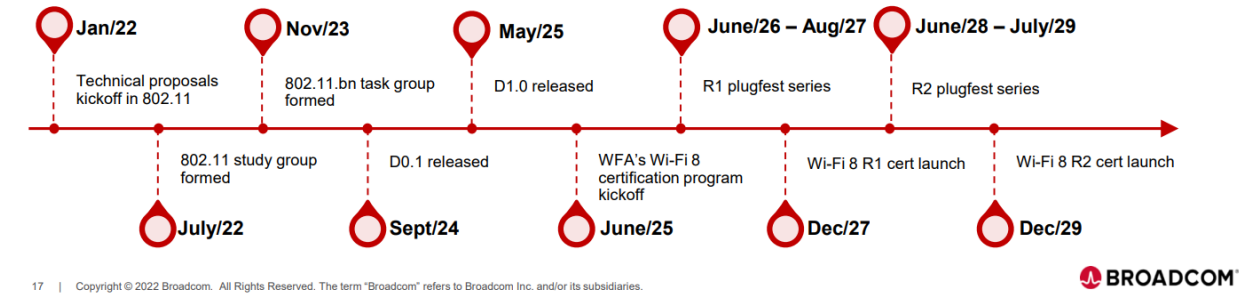 Jan/22
Nov/23
May/25
June/26 – Aug/27
June/28 – July/29
Technical proposals
kickoff in 802.11
802.11.bn task group
formed
D1.0 released
R1 plugfest series
R2 plugfest series
802.11 study group
formed
D0.1 released
WFA's Wi-Fi 8
certification program
kickoff
Wi-Fi 8 R1 cert launch
Wi-Fi 8 R2 cert launch
July/22
Sept/24
June/25
Dec/27
Dec/29
17 | Copyright © 2022 Broadcom. All Rights Reserved. The term “Broadcom” refers to Broadcom Inc. and/or its subsidiaries.
BROADCOM®